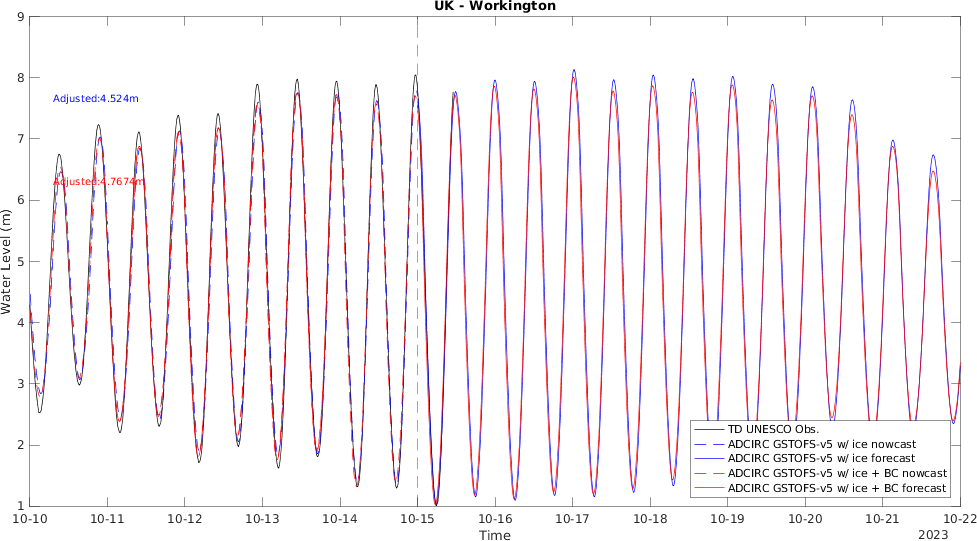 UK - Workington
9
8
7
6
5
4
3
2
1
Water Level (m)
Adjusted:4.524m
Adjusted:4.7674m
TD UNESCO Obs.
ADCIRC GSTOFS-v5 w/ ice nowcast
ADCIRC GSTOFS-v5 w/ ice forecast
ADCIRC GSTOFS-v5 w/ ice + BC nowcast
ADCIRC GSTOFS-v5 w/ ice + BC forecast
10-10 10-11 10-12 10-13 10-14 10-15 10-16 10-17 10-18 10-19 10-20 10-21 10-22
Time
2023